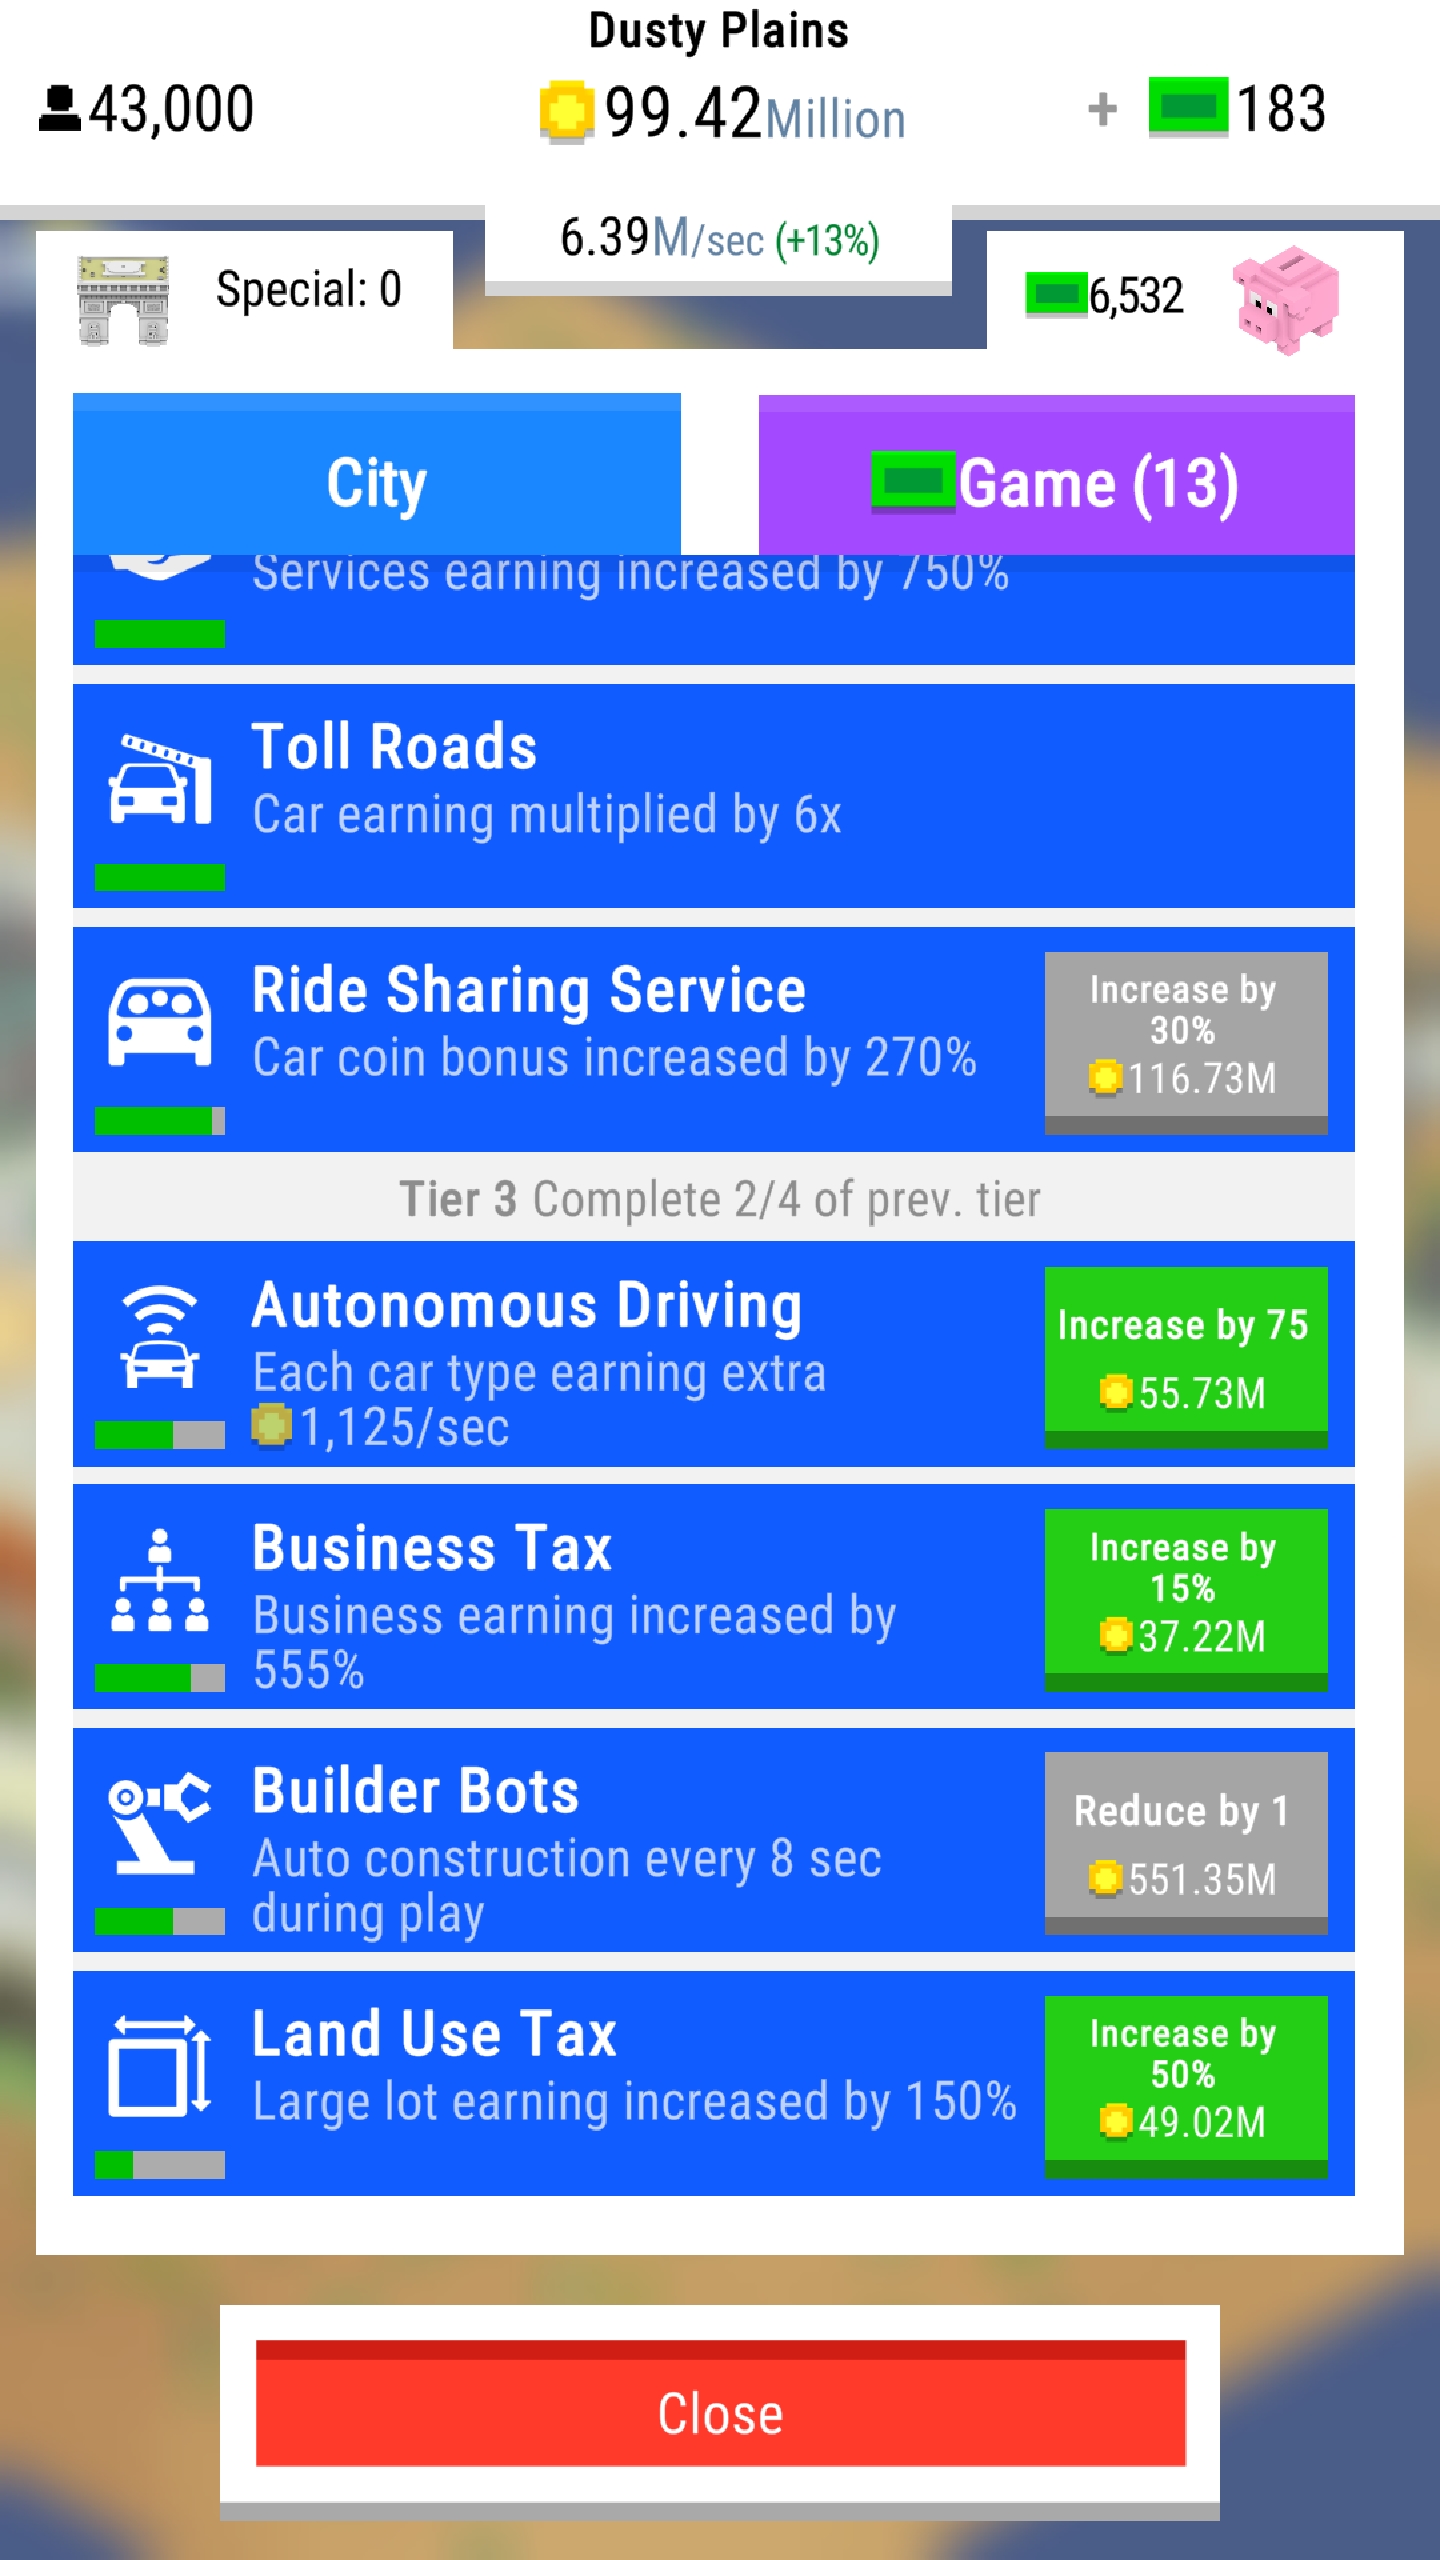 Dusty Plains
43,000
99.42Million
+ 183
6.39M/sec (+13%)
Special: 0
6,532
City
Game (13)
Services earning increased by 750%
Toll Roads
Car earning multiplied by 6x
Ride Sharing Service
Car coin bonus increased by 270%
Increase by
30%
116.73M
Tier 3 Complete 2/4 of prev. tier
Autonomous Driving
Each car type earning extra
1,125/sec
Increase by 75
55.73M
Business Tax
Business earning increased by
555%
Increase by
15%
37.22M
Builder Bots
Auto construction every 8 sec
during play
Reduce by 1
551.35M
Land Use Tax
Large lot earning increased by 150%
Increase by
50%
49.02M
Close